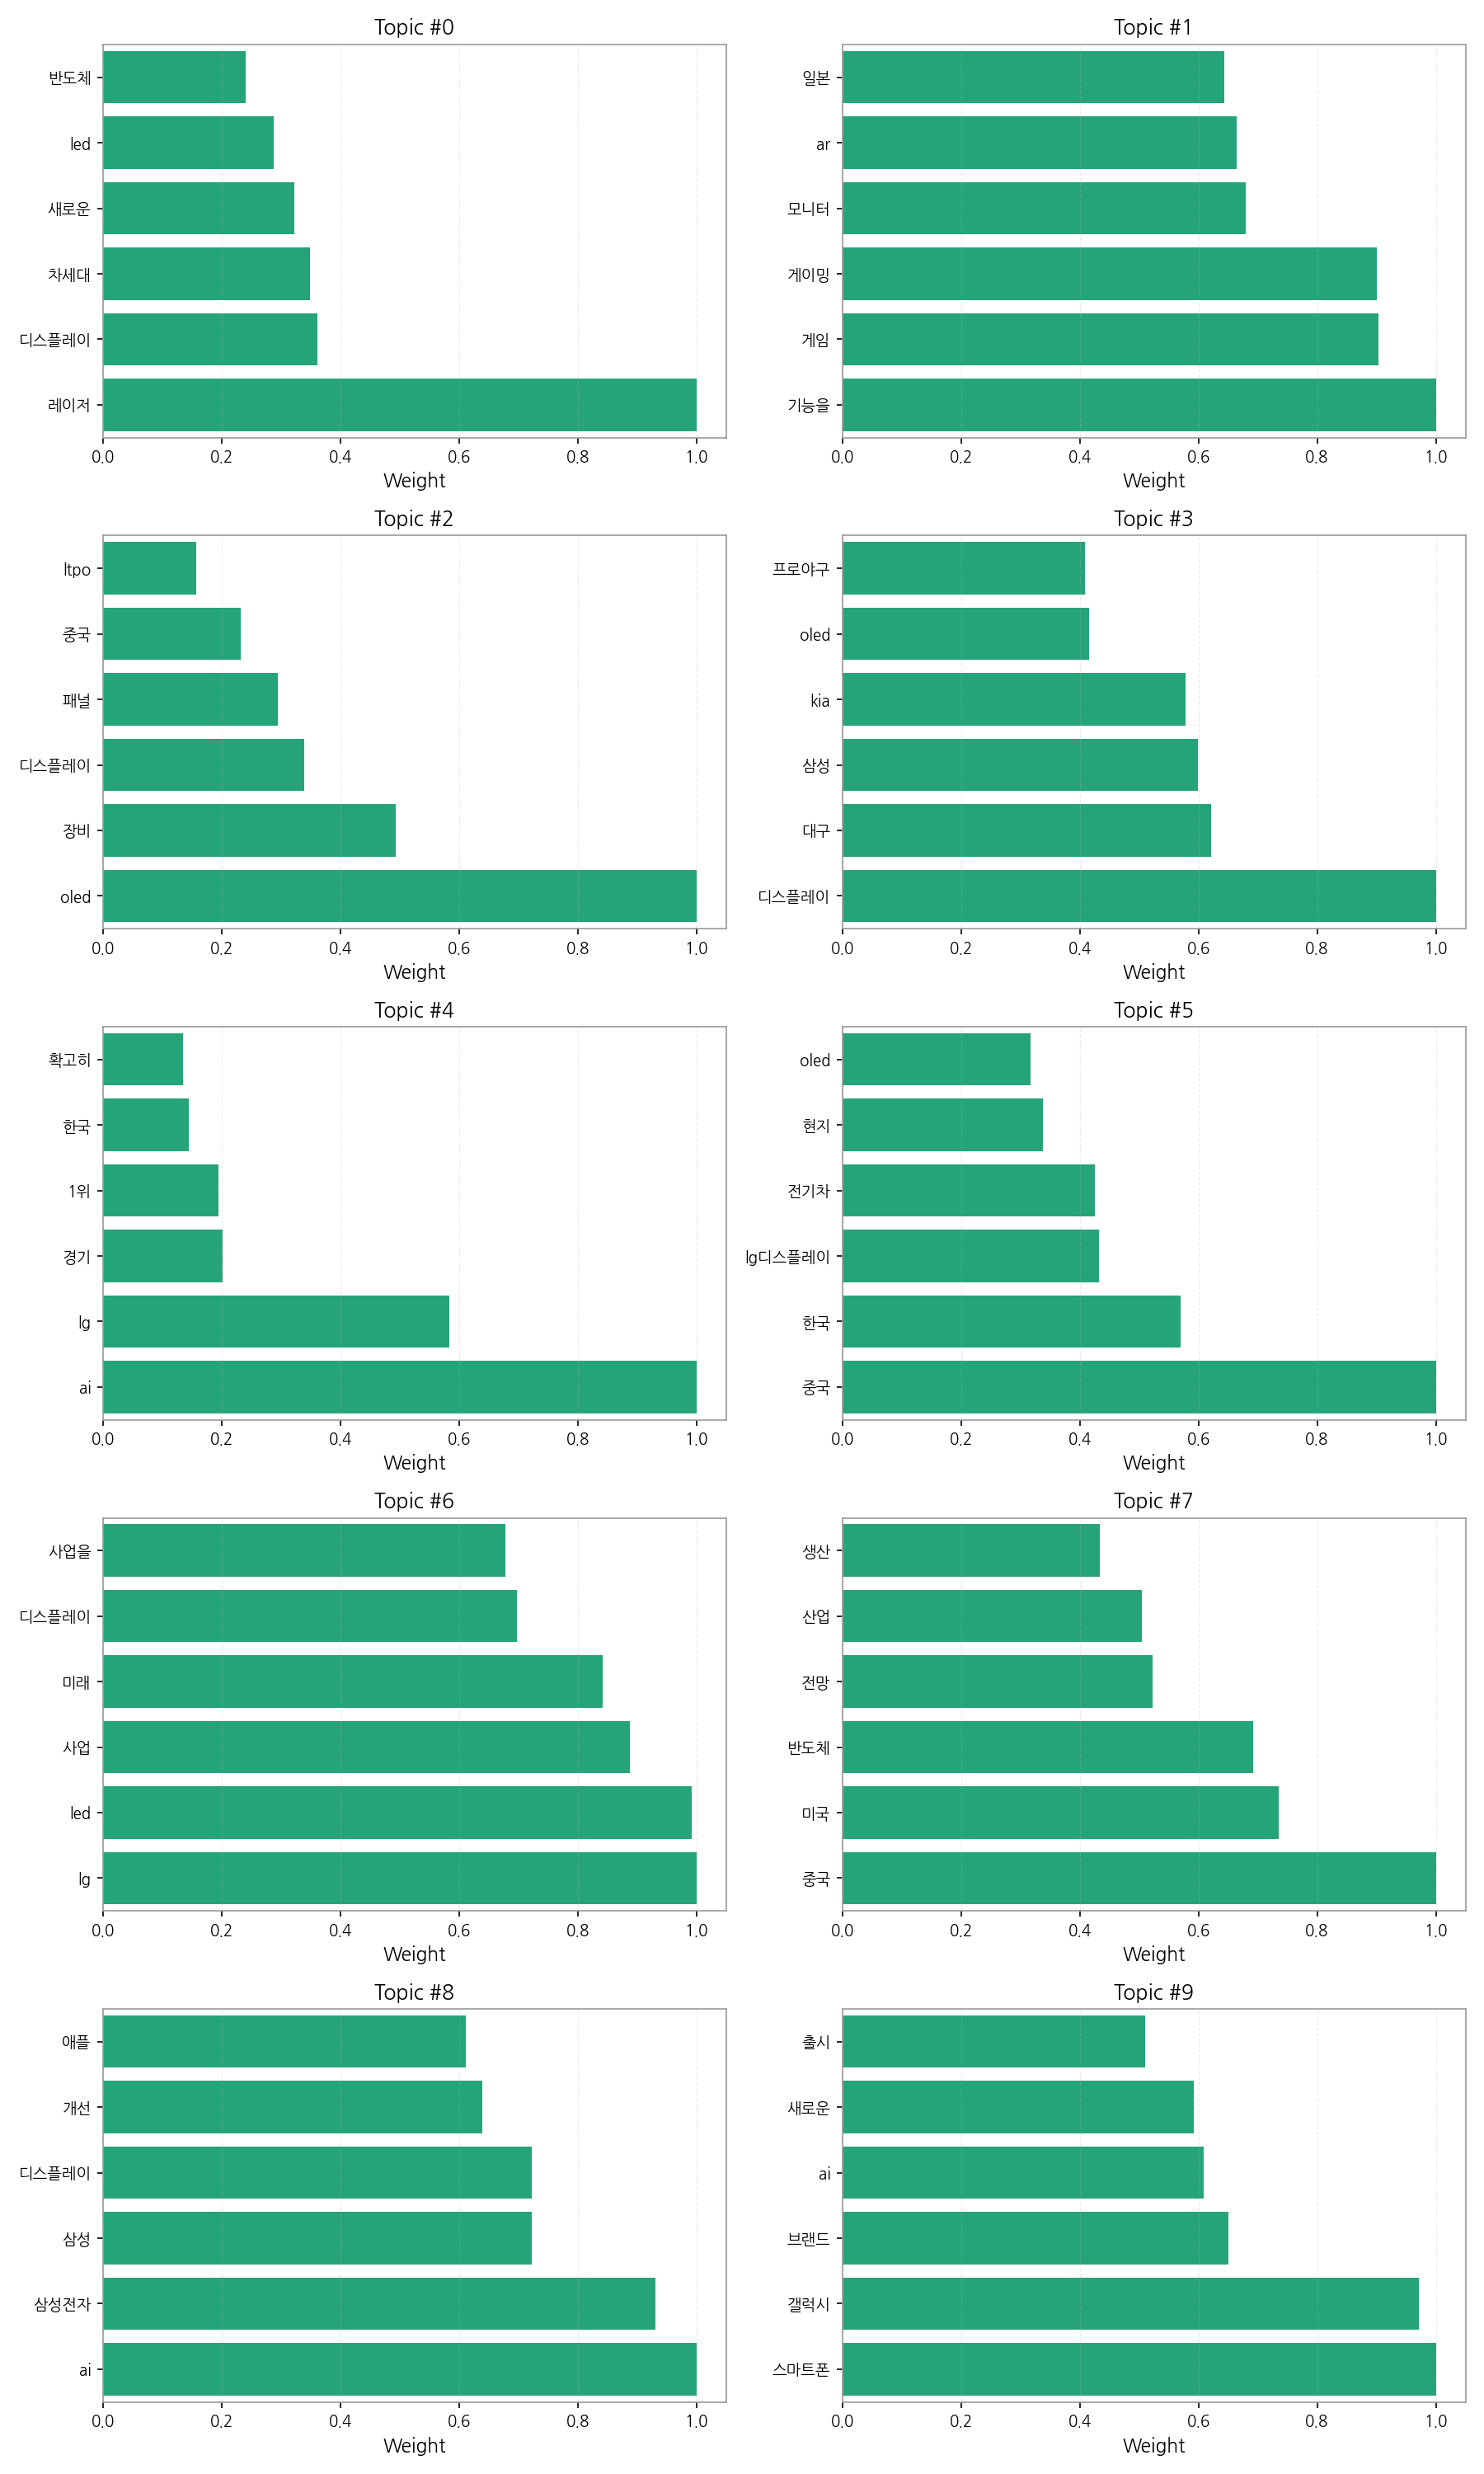 Topic #0
반도체
led
새로운
차세대
디스플레이
레이저
0.0 0.2 0.4 0.6 0.8 1.0
Weight
Topic #1
일본
ar
모니터
게이밍
게임
기능을
0.0 0.2 0.4 0.6 0.8 1.0
Weight
Topic #2
ltpo
중국
패널
디스플레이
장비
oled
0.0 0.2 0.4 0.6 0.8 1.0
Weight
Topic #3
프로야구
oled
kia
삼성
대구
디스플레이
0.0 0.2 0.4 0.6 0.8 1.0
Weight
Topic #4
확고히
한국
1위
경기
lg
ai
0.0 0.2 0.4 0.6 0.8 1.0
Weight
Topic #5
oled
현지
전기차
lg디스플레이
한국
중국
0.0 0.2 0.4 0.6 0.8 1.0
Weight
Topic #6
사업을
디스플레이
미래
사업
led
lg
0.0 0.2 0.4 0.6 0.8 1.0
Weight
Topic #7
생산
산업
전망
반도체
미국
중국
0.0 0.2 0.4 0.6 0.8 1.0
Weight
Topic #8
애플
개선
디스플레이
삼성
삼성전자
ai
0.0 0.2 0.4 0.6 0.8 1.0
Weight
Topic #9
출시
새로운
ai
브랜드
갤럭시
스마트폰
0.0 0.2 0.4 0.6 0.8 1.0
Weight